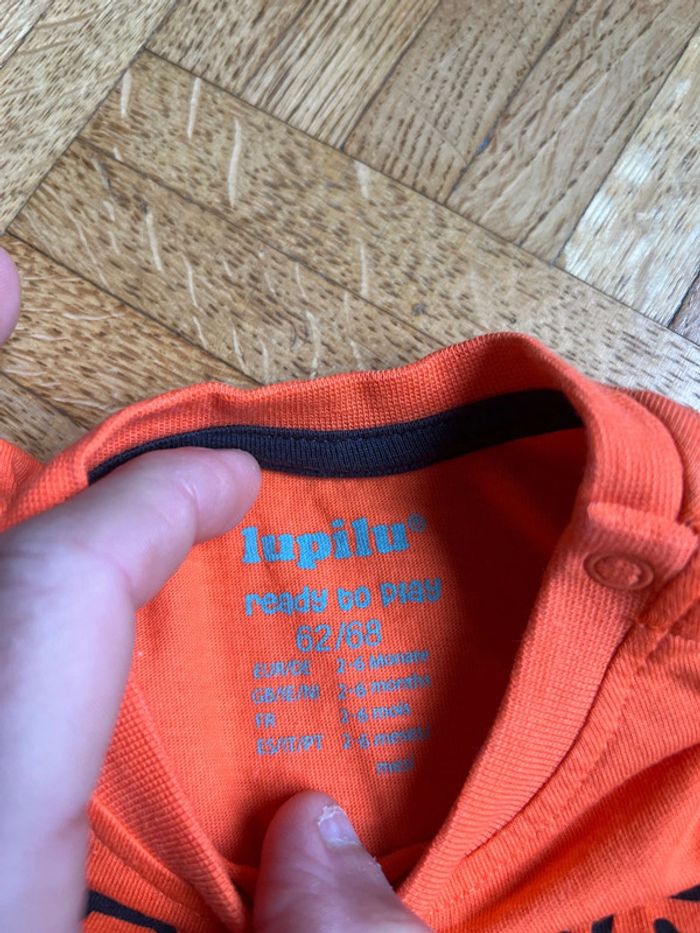 lupilu®
ready to play
62/68
EUR/DE 2-6 Monate
GB/IE/NI 2-6 months
FR 2-6 mois
ES/IT/PT 2-6 meses/
mesi